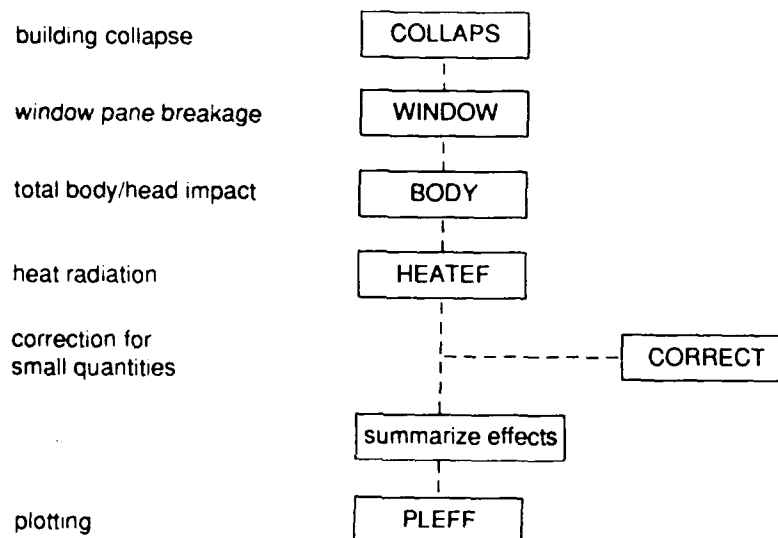 building collapse COLLAPS
window pane breakage WINDOW
total body/head impact BODY
heat radiation HEATEF
correction for
small quantities CORRECT
summarize effects
plotting PLEFF